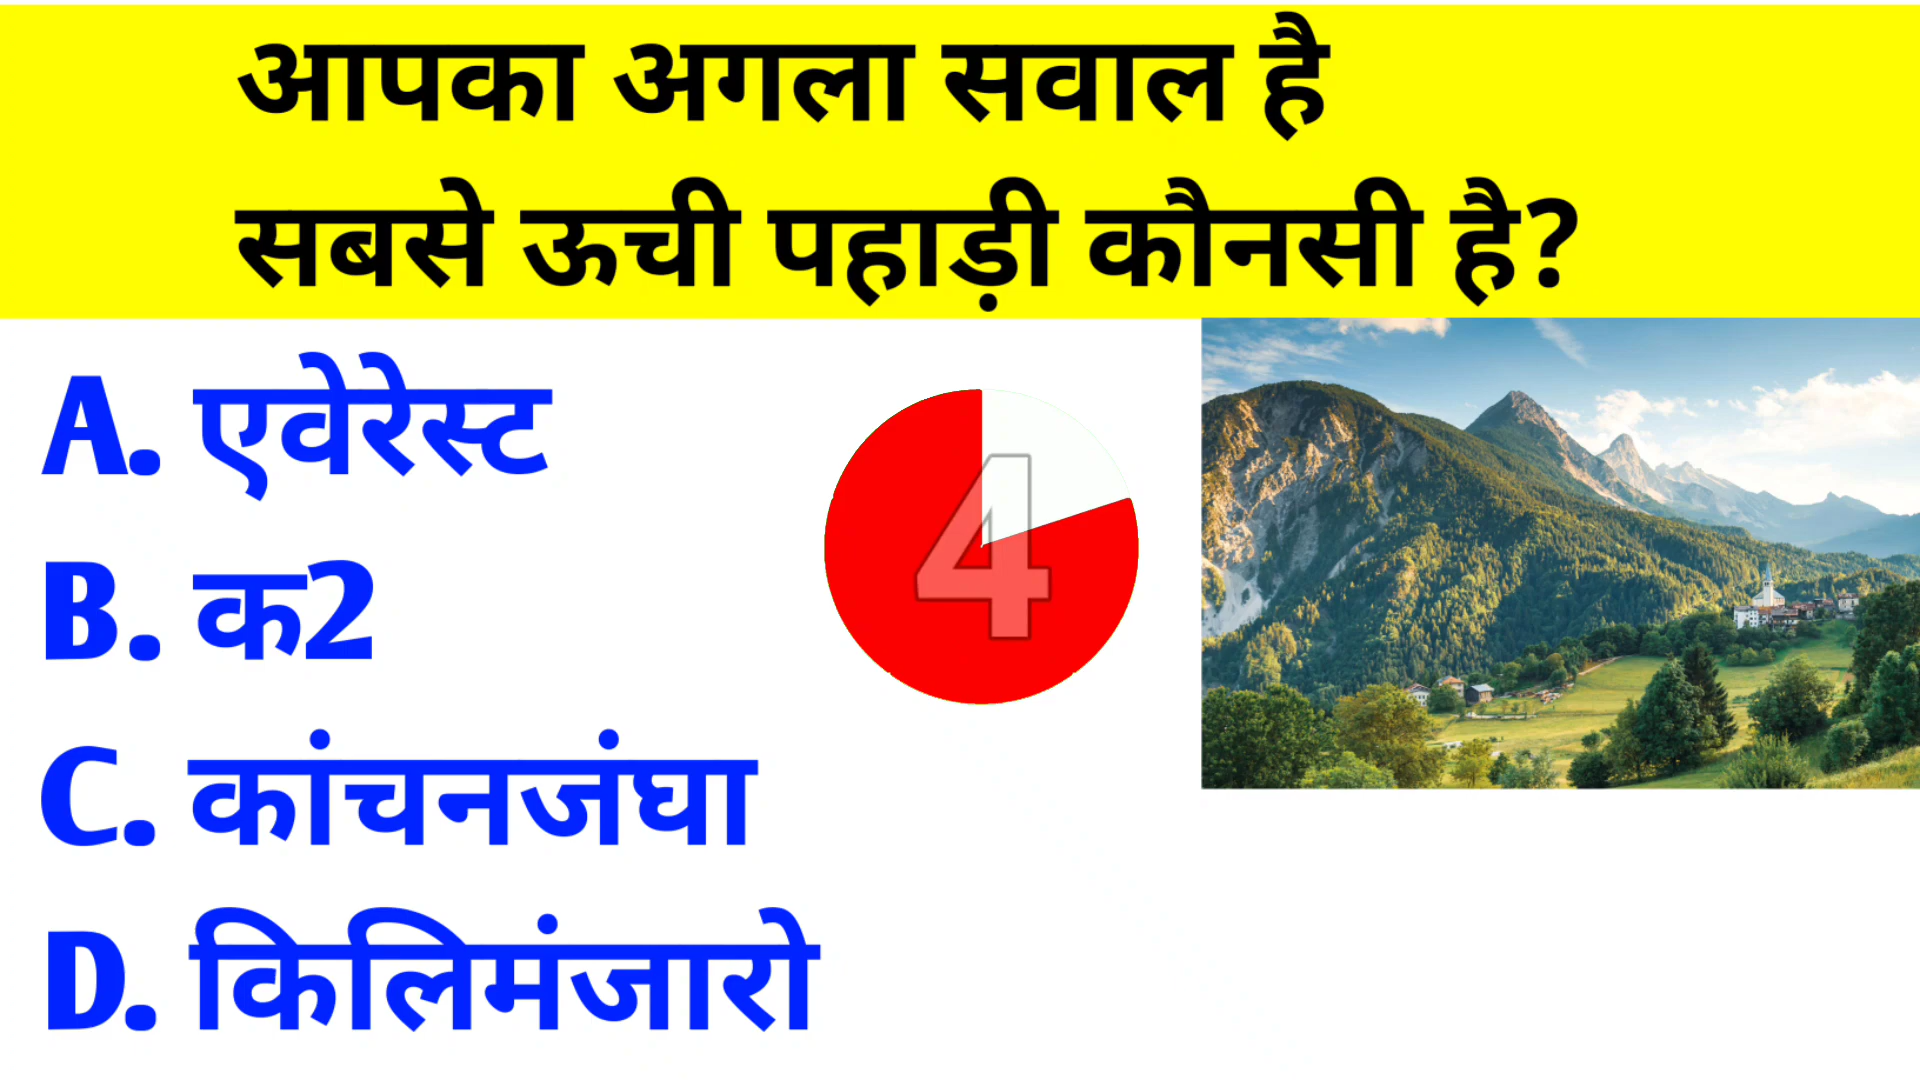 आपका अगला सवाल है
सबसे ऊची पहाड़ी कौनसी है?
A. एवेरेस्ट
B. क2
4
C. कांचनजंघा
D. किलिमंजारो